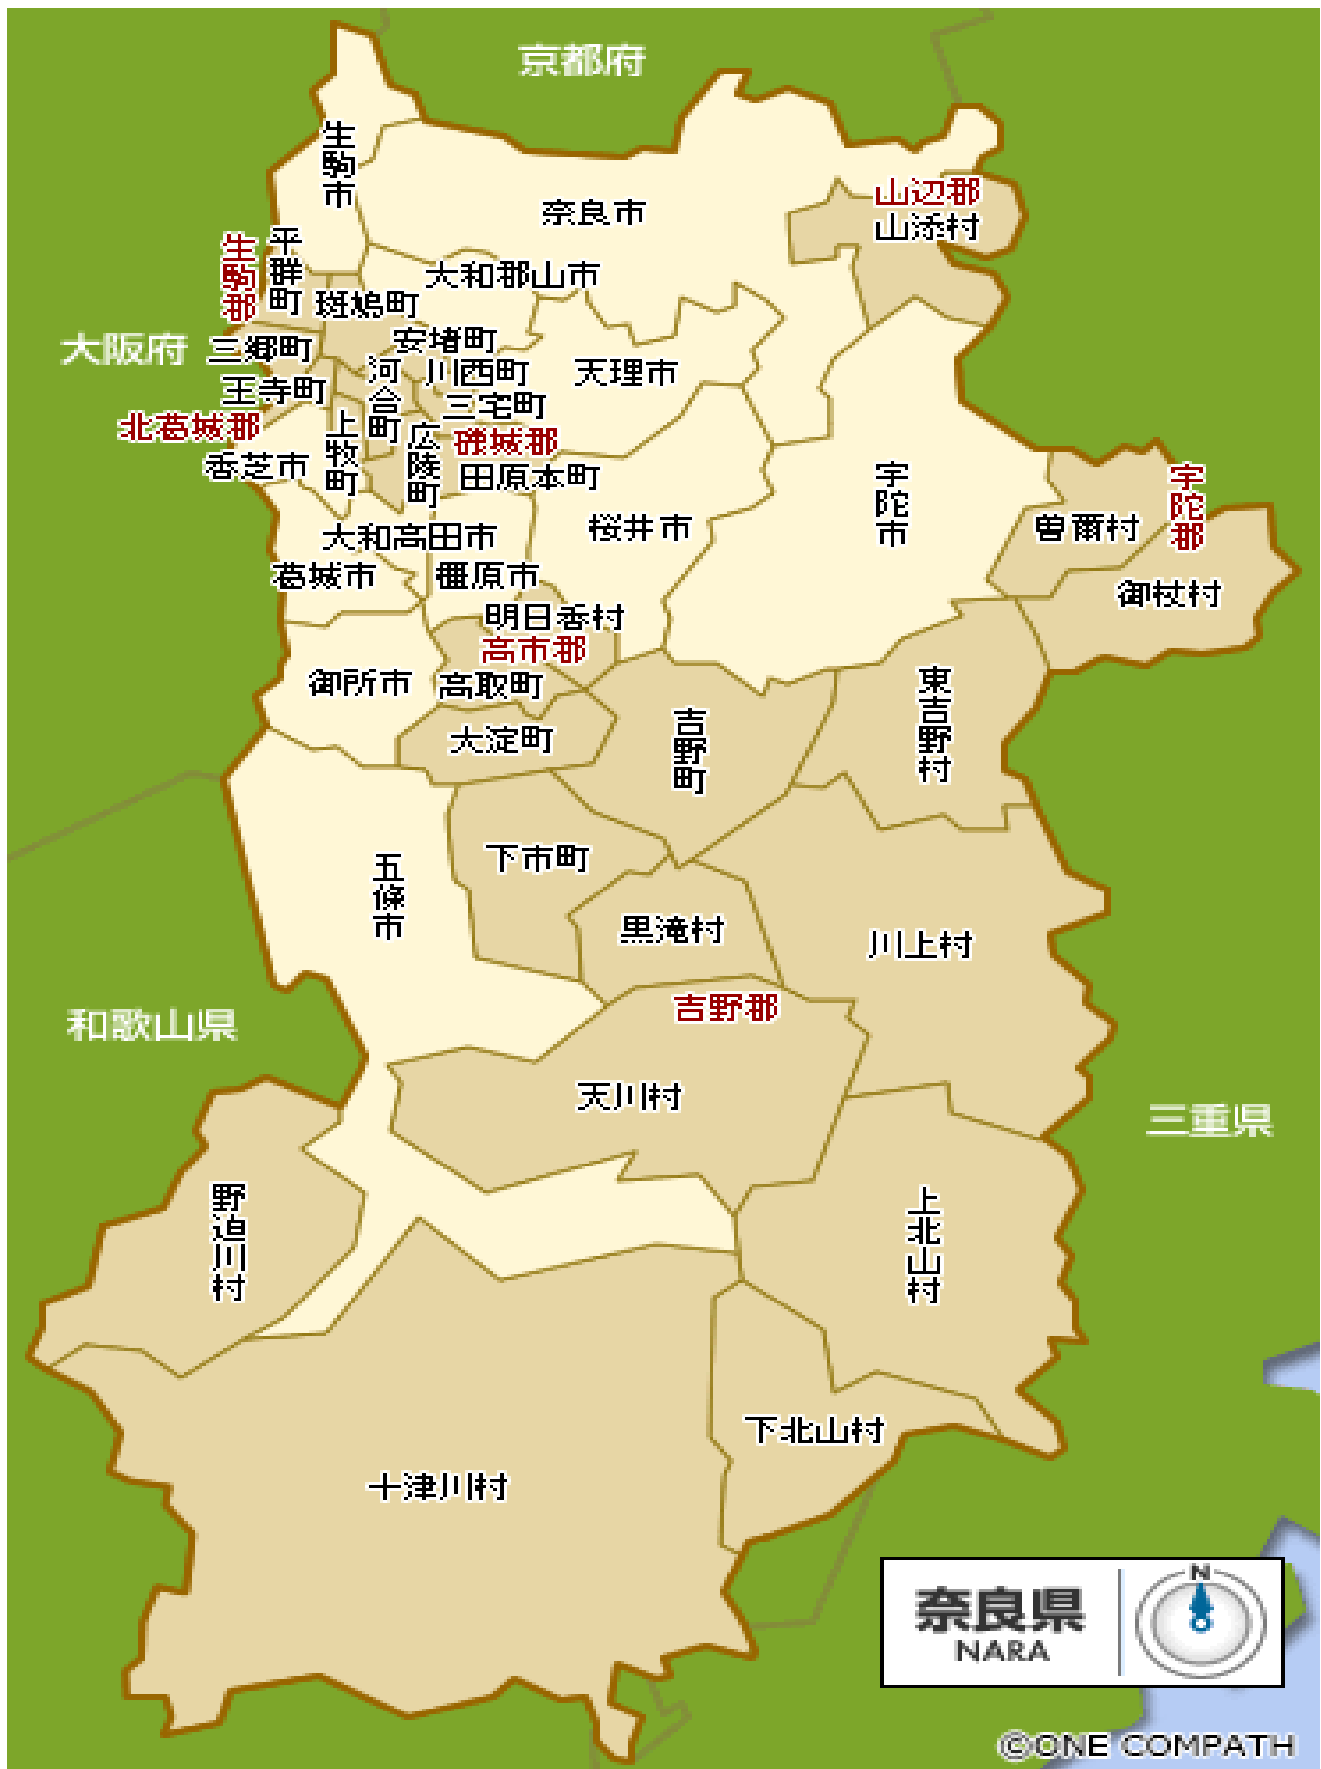 京都府
生駒市
山辺郡
奈良市
山添村
生駒郡
平群町
大和郡山市
斑鳩町
大阪府
三郷町
安堵町
河合町
川西町
天理市
王寺町
三宅町
北葛城郡
上牧町
広陵町
磯城郡
香芝市
田原本町
宇陀市
宇陀郡
桜井市
曽爾村
大和高田市
葛城市
橿原市
御杖村
明日香村
高市郡
御所市
高取町
東吉野村
大淀町
吉野町
下市町
五條市
黒滝村
川上村
吉野郡
和歌山県
天川村
三重県
野迫川村
上北山村
下北山村
十津川村
奈良県
NARA
N
©ONE COMPATH